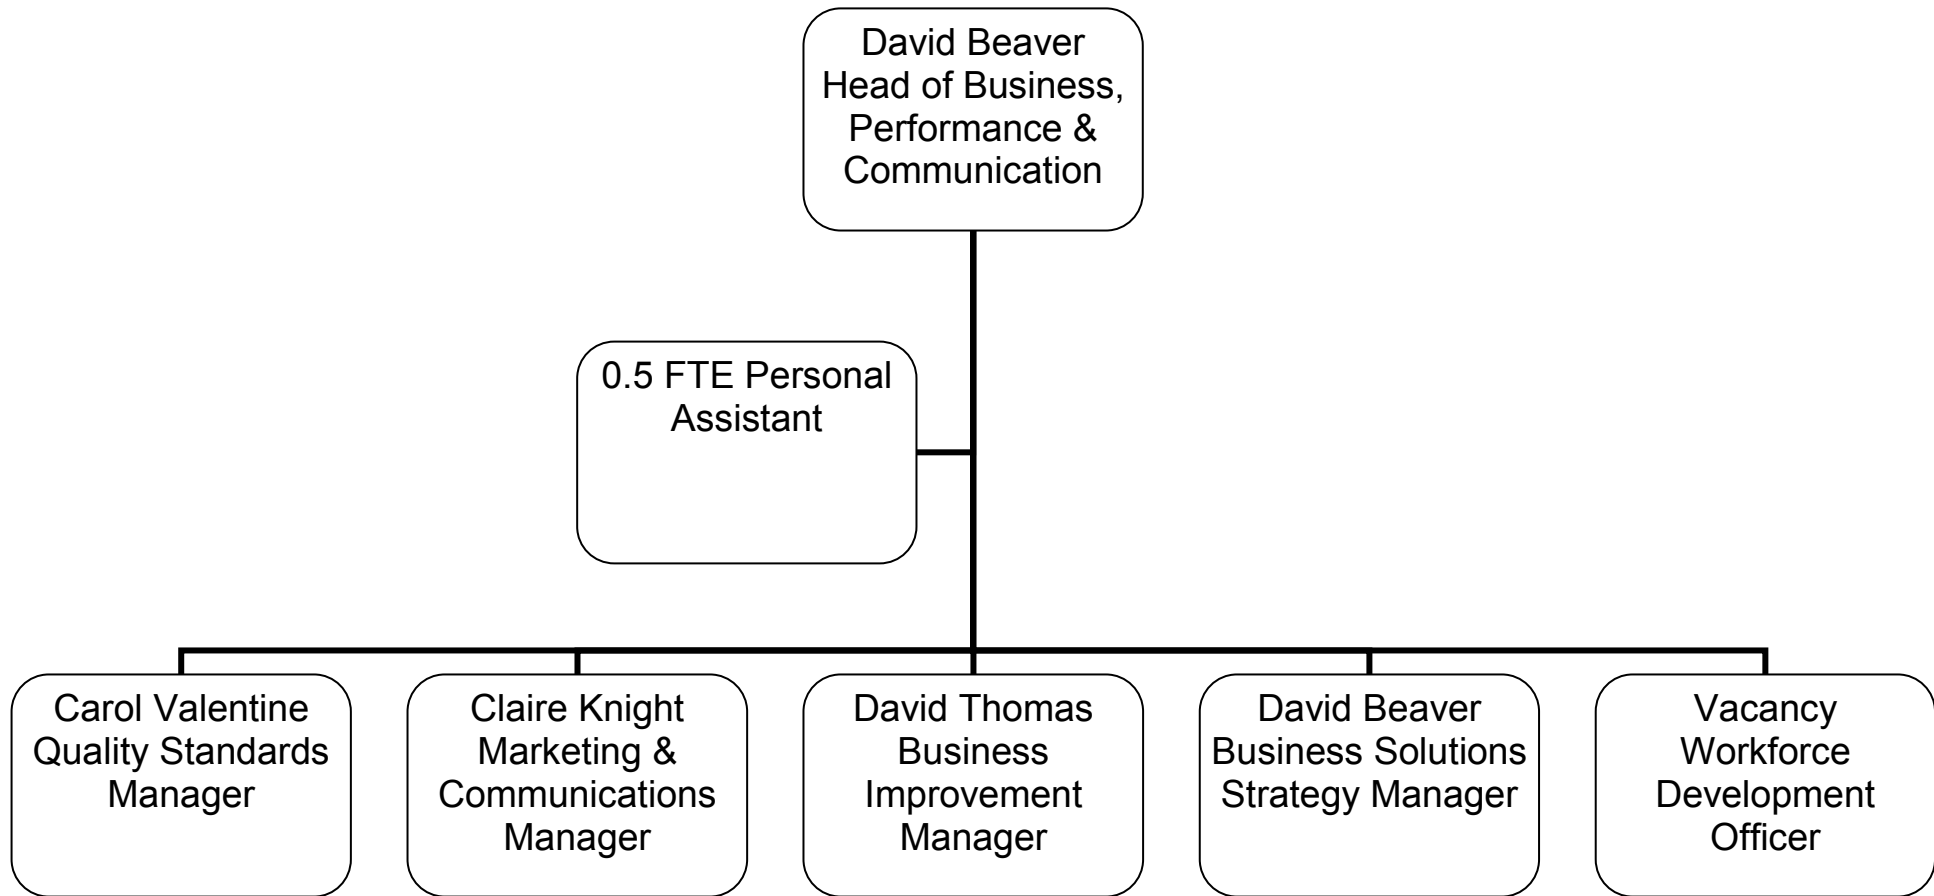 David Beaver
Head of Business,
Performance &
Communication
0.5 FTE Personal
Assistant
Carol Valentine
Quality Standards
Manager
Claire Knight
Marketing &
Communications
Manager
David Thomas
Business
Improvement
Manager
David Beaver
Business Solutions
Strategy Manager
Vacancy
Workforce
Development
Officer